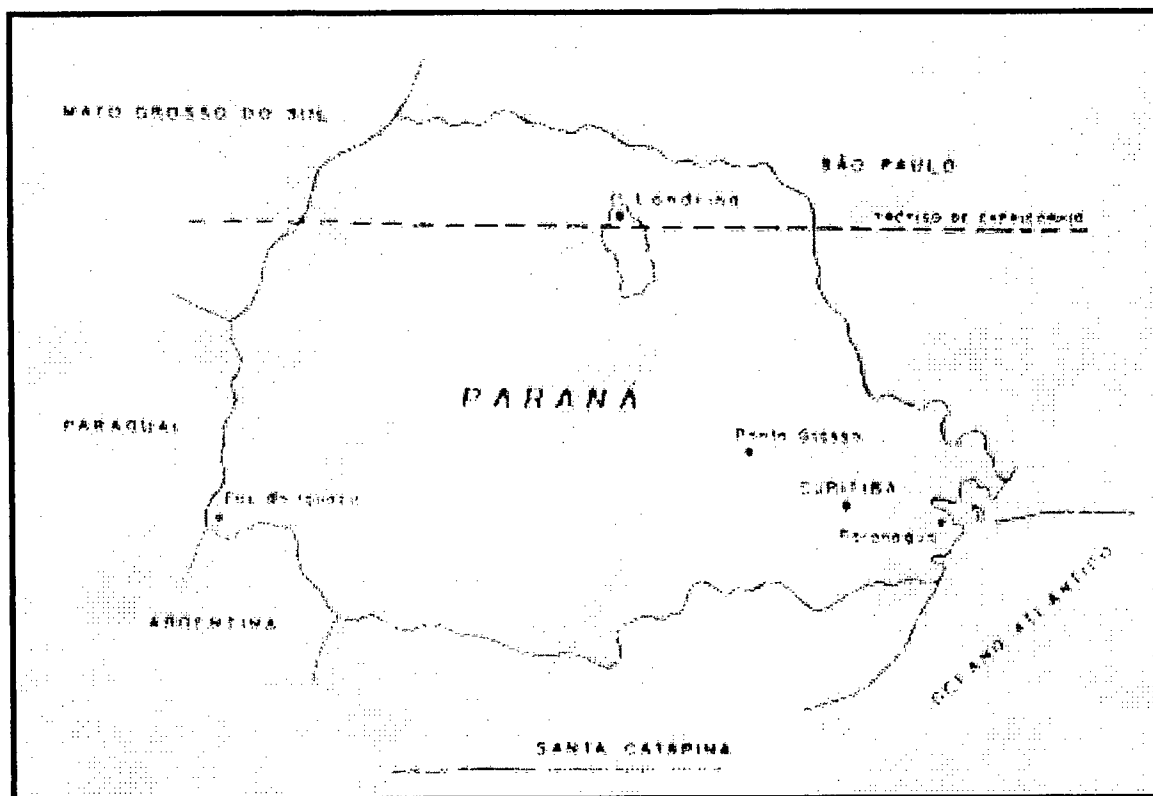 MATO GROSSO DO SUL
SÃO PAULO
Londrina
TRÓPICO DE CAPRICÓRNIO
PARANÁ
PARAGUAI
Ponta Grossa
CURITIBA
Foz do Iguaçu
Paranaguá
ARGENTINA
OCEANO ATLÂNTICO
SANTA CATARINA